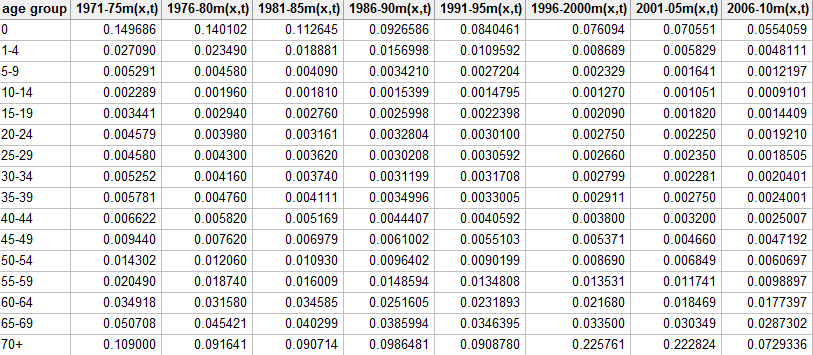 age group 1971-75m(x,t) 1976-80m(x,t) 1981-85m(x,t) 1986-90m(x,t) 1991-95m(x,t) 1996-2000m(x,t) 2001-05m(x,t) 2006-10m(x,t)
0 0.149686 0.140102 0.112645 0.0926586 0.0840461 0.076094 0.070551 0.0554059
1-4 0.027090 0.023490 0.018881 0.0156998 0.0109592 0.008689 0.005829 0.0048111
5-9 0.005291 0.004580 0.004090 0.0034210 0.0027204 0.002329 0.001641 0.0012197
10-14 0.002289 0.001960 0.001810 0.0015399 0.0014795 0.001270 0.001051 0.0009101
15-19 0.003441 0.002940 0.002760 0.0025998 0.0022398 0.002090 0.001820 0.0014409
20-24 0.004579 0.003980 0.003161 0.0032804 0.0030100 0.002750 0.002250 0.0019210
25-29 0.004580 0.004300 0.003620 0.0030208 0.0030592 0.002660 0.002350 0.0018505
30-34 0.005252 0.004160 0.003740 0.0031199 0.0031708 0.002799 0.002281 0.0020401
35-39 0.005781 0.004760 0.004111 0.0034996 0.0033005 0.002911 0.002750 0.0024001
40-44 0.006622 0.005820 0.005169 0.0044407 0.0040592 0.003800 0.003200 0.0025007
45-49 0.009440 0.007620 0.006979 0.0061002 0.0055103 0.005371 0.004660 0.0047192
50-54 0.014302 0.012060 0.010930 0.0096402 0.0090199 0.008690 0.006849 0.0060697
55-59 0.020490 0.018740 0.016009 0.0148594 0.0134808 0.013531 0.011741 0.0098897
60-64 0.034918 0.031580 0.034585 0.0251605 0.0231893 0.021680 0.018469 0.0177397
65-69 0.050708 0.045421 0.040299 0.0385994 0.0346395 0.033500 0.030349 0.0287302
70+ 0.109000 0.091641 0.090714 0.0986481 0.0908780 0.225761 0.222824 0.0729336